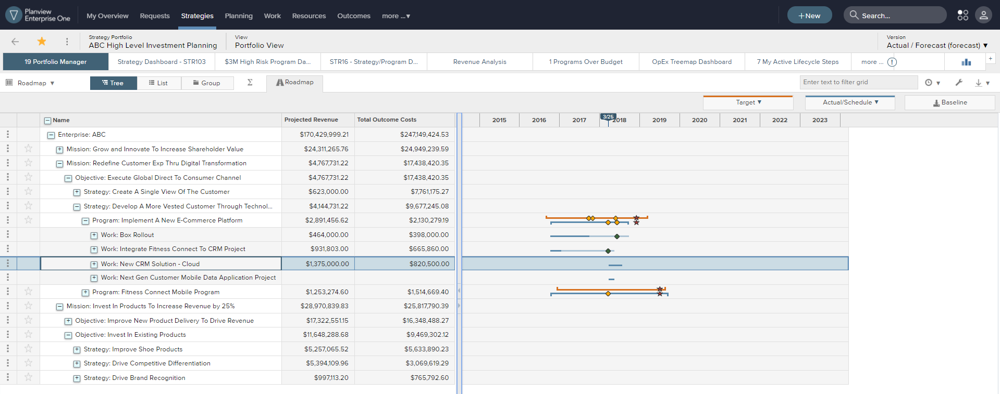 Planview
Enterprise One
My Overview Requests Strategies Planning Work Resources Outcomes more ...▾
+New
Search...
Strategy Portfolio
ABC High Level Investment Planning
View
Portfolio View
Version
Actual / Forecast (forecast) ▼
19 Portfolio Manager Strategy Dashboard - STR103 $3M High Risk Program Da... STR16 - Strategy/Program D... Revenue Analysis 1 Programs Over Budget OpEx Treemap Dashboard 7 My Active Lifecycle Steps more ... ! +
Roadmap ▼ Tree List Group Σ Roadmap Enter text to filter grid
Target ▼ Actual/Schedule ▼ Baseline
Name Projected Revenue Total Outcome Costs 2015 2016 2017 3/25 2018 2019 2020 2021 2022 2023
Enterprise: ABC $170,429,999.21 $247,149,424.53
Mission: Grow and Innovate To Increase Shareholder Value $24,311,265.76 $24,949,239.59
Mission: Redefine Customer Exp Thru Digital Transformation $4,767,731.22 $17,438,420.35
Objective: Execute Global Direct To Consumer Channel $4,767,731.22 $17,438,420.35
Strategy: Create A Single View Of The Customer $623,000.00 $7,761,175.27
Strategy: Develop A More Vested Customer Through Technol... $4,144,731.22 $9,677,245.08
Program: Implement A New E-Commerce Platform $2,891,456.62 $2,130,279.19
Work: Box Rollout $464,000.00 $398,000.00
Work: Integrate Fitness Connect To CRM Project $931,803.00 $665,860.00
Work: New CRM Solution - Cloud $1,375,000.00 $820,500.00
Work: Next Gen Customer Mobile Data Application Project
Program: Fitness Connect Mobile Program $1,253,274.60 $1,514,669.40
Mission: Invest In Products To Increase Revenue by 25% $28,970,839.83 $25,817,790.39
Objective: Improve New Product Delivery To Drive Revenue $17,322,551.15 $16,348,488.27
Objective: Invest In Existing Products $11,648,288.68 $9,469,302.12
Strategy: Improve Shoe Products $5,257,065.52 $5,633,890.23
Strategy: Drive Competitive Differentiation $5,394,109.96 $3,069,619.29
Strategy: Drive Brand Recognition $997,113.20 $765,792.60